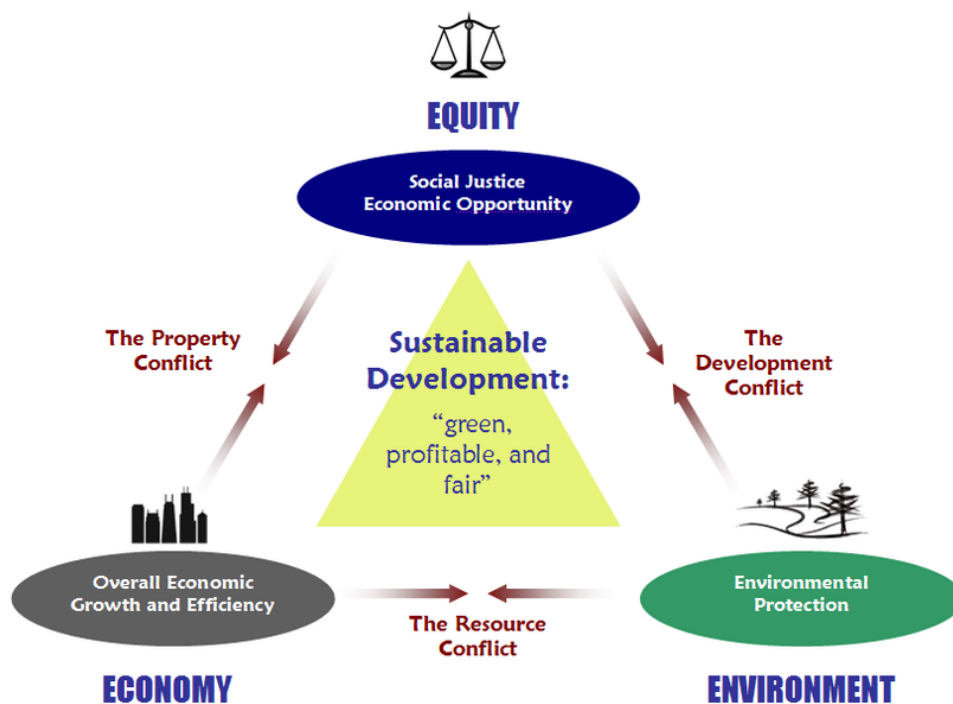 EQUITY
Social Justice
Economic Opportunity
The Property
Conflict
Sustainable
Development:
“green,
profitable, and
fair”
The
Development
Conflict
Overall Economic
Growth and Efficiency
The Resource
Conflict
Environmental
Protection
ECONOMY
ENVIRONMENT